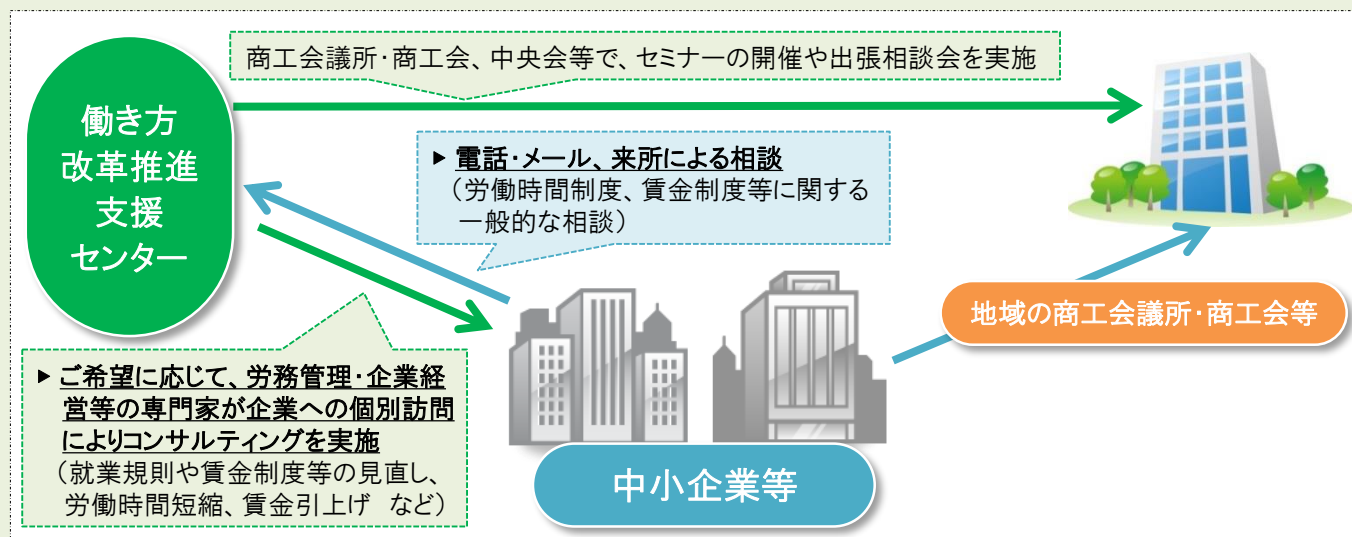 商工会議所・商工会、中央会等で、セミナーの開催や出張相談会を実施
働き方
改革推進
支援
センター
▶ 電話・メール、来所による相談
（労働時間制度、賃金制度等に関する
一般的な相談）
地域の商工会議所・商工会等
▶ ご希望に応じて、労務管理・企業経
営等の専門家が企業への個別訪問
によりコンサルティングを実施
（就業規則や賃金制度等の見直し、
労働時間短縮、賃金引上げ　など）
中小企業等